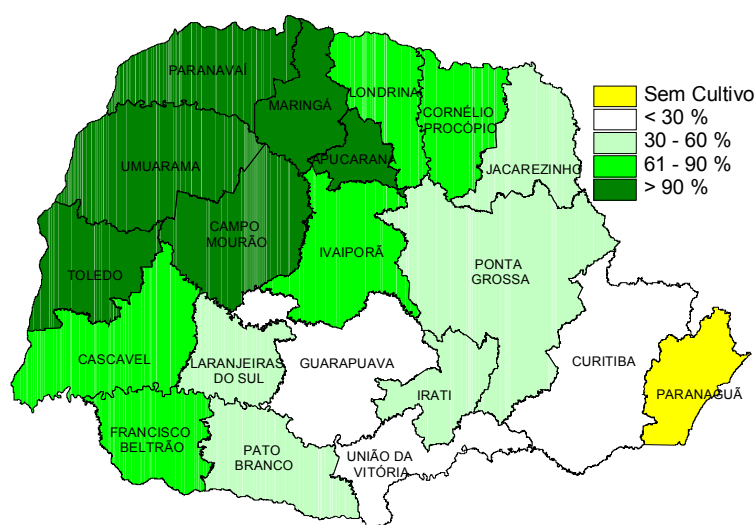 PARANAVAÍ
MARINGÁ
LONDRINA
CORNÉLIO
PROCÓPIO
Sem Cultivo
< 30 %
30 - 60 %
61 - 90 %
> 90 %
UMUARAMA
APUCARANA
JACAREZINHO
CAMPO
MOURÃO
IVAIPORÃ
PONTA
GROSSA
TOLEDO
CASCAVEL
LARANJEIRAS
DO SUL
GUARAPUAVA
CURITIBA
IRATI
PARANAGUÃ
FRANCISCO
BELTRÃO
PATO
BRANCO
UNIÃO DA
VITÓRIA